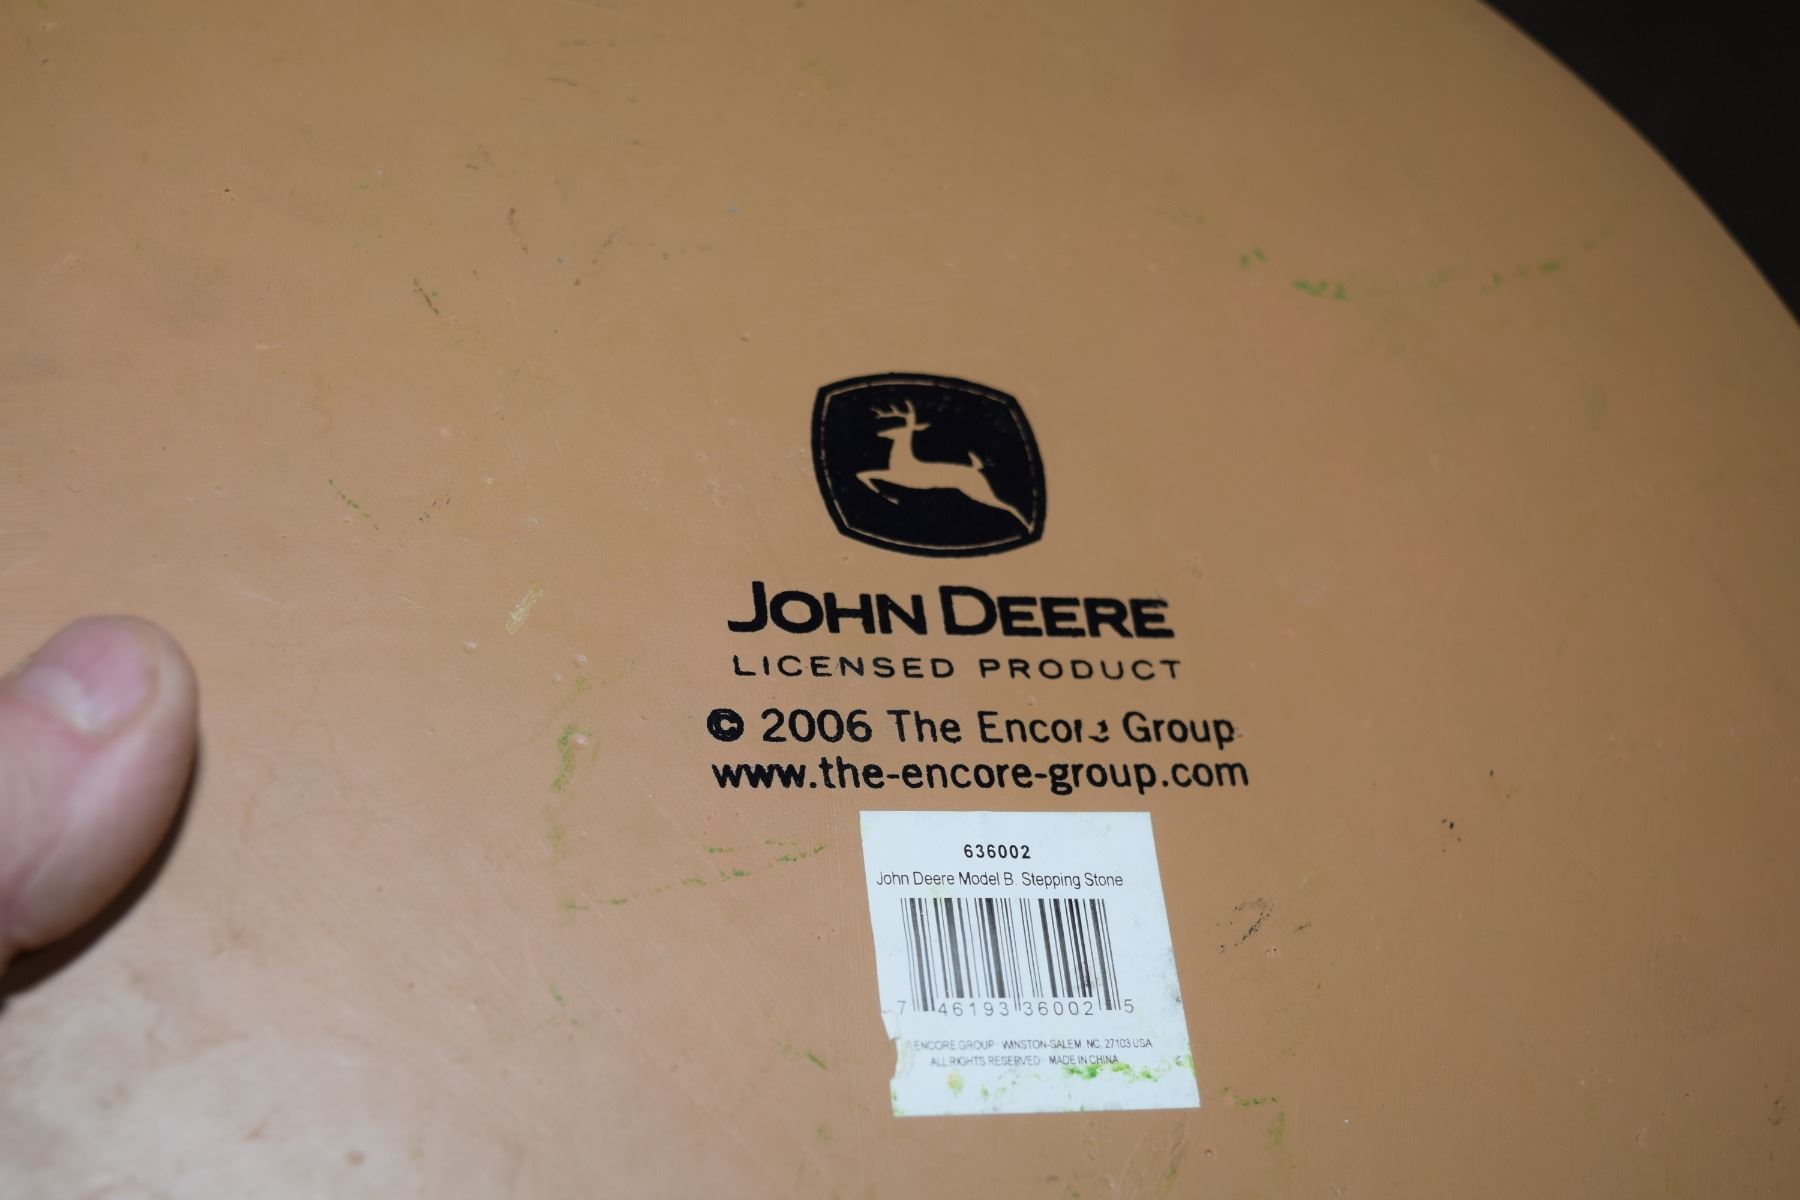 JOHN DEERE
LICENSED PRODUCT
© 2006 The Encore Group
www.the-encore-group.com
636002
John Deere Model B. Stepping Stone
7 46193 36002 5
ENCORE GROUP · WINSTON-SALEM, NC. 27103 USA
ALL RIGHTS RESERVED · MADE IN CHINA